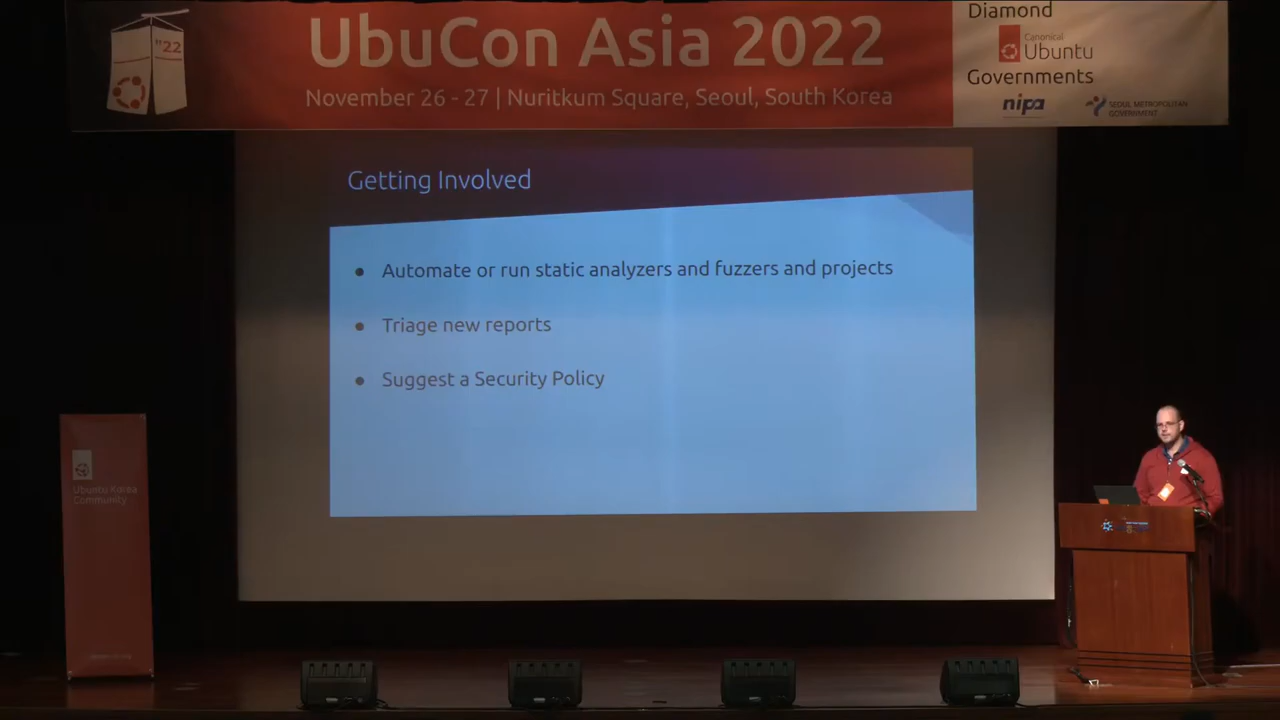 "22
UbuCon Asia 2022
November 26 - 27 | Nuritkum Square, Seoul, South Korea
Diamond
Canonical
Ubuntu
Governments
nipa
SEOUL METROPOLITAN
GOVERNMENT
Getting Involved
● Automate or run static analyzers and fuzzers and projects
● Triage new reports
● Suggest a Security Policy
Ubuntu Korea
Community